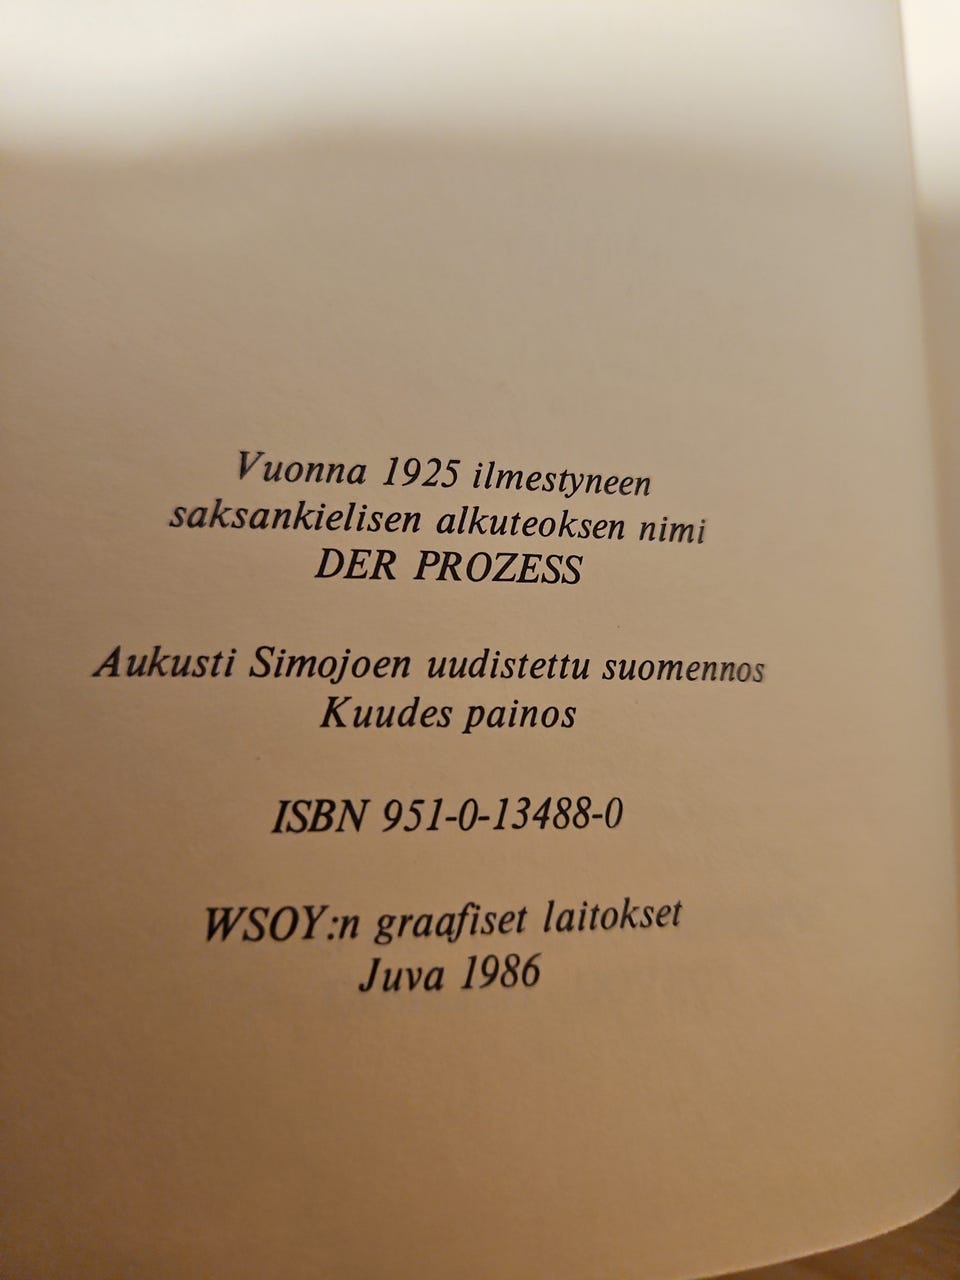 Vuonna 1925 ilmestyneen
saksankielisen alkuteoksen nimi
DER PROZESS
Aukusti Simojoen uudistettu suomennos
Kuudes painos
ISBN 951-0-13488-0
WSOY:n graafiset laitokset
Juva 1986